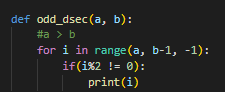 def odd_dsec(a, b):
    #a > b
    for i in range(a, b-1, -1):
        if(i%2 != 0):
            print(i)